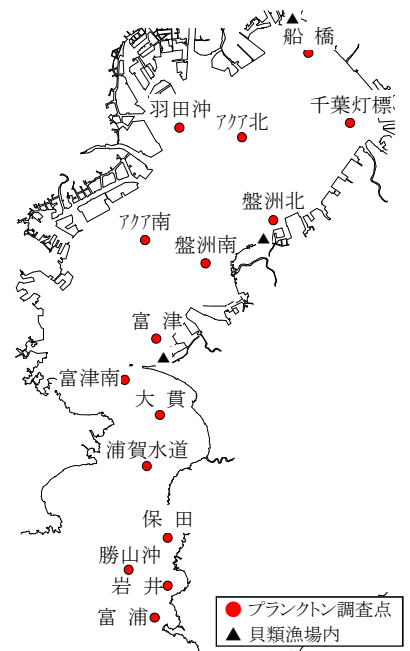 船橋
千葉灯標
羽田沖
アクア北
盤洲北
アクア南
盤洲南
富津
富津南
大貫
浦賀水道
保田
勝山沖
岩井
富浦
プランクトン調査点
貝類漁場内